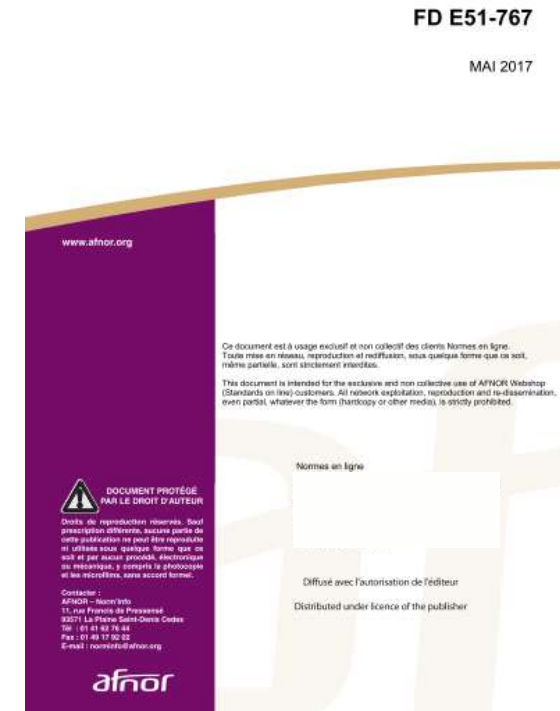 FD E51-767
MAI 2017
www.afnor.org
Ce document est à usage exclusif et non collectif des clients Normes en ligne.
Toute mise en réseau, reproduction et rediffusion, sous quelque forme que ce soit,
même partielle, sont strictement interdites.
This document is intended for the exclusive and non collective use of AFNOR Webshop
(Standards on line) customers. All network exploitation, reproduction and re-dissemination,
even partial, whatever the form (hardcopy or other media), is strictly prohibited.
Normes en ligne
Diffusé avec l'autorisation de l'éditeur
Distributed under licence of the publisher
DOCUMENT PROTÉGÉ
PAR LE DROIT D'AUTEUR
Droits de reproduction réservés. Sauf
prescription différente, aucune partie de
cette publication ne peut être reproduite
ni utilisée sous quelque forme que ce
soit et par aucun procédé, électronique
ou mécanique, y compris la photocopie
et les microfilms, sans accord formel.
Contacter :
AFNOR – Norm'Info
11, rue Francis de Pressensé
93571 La Plaine Saint-Denis Cedex
Tél : 01 41 62 76 44
Fax : 01 49 17 92 02
E-mail : norminfo@afnor.org
afnor